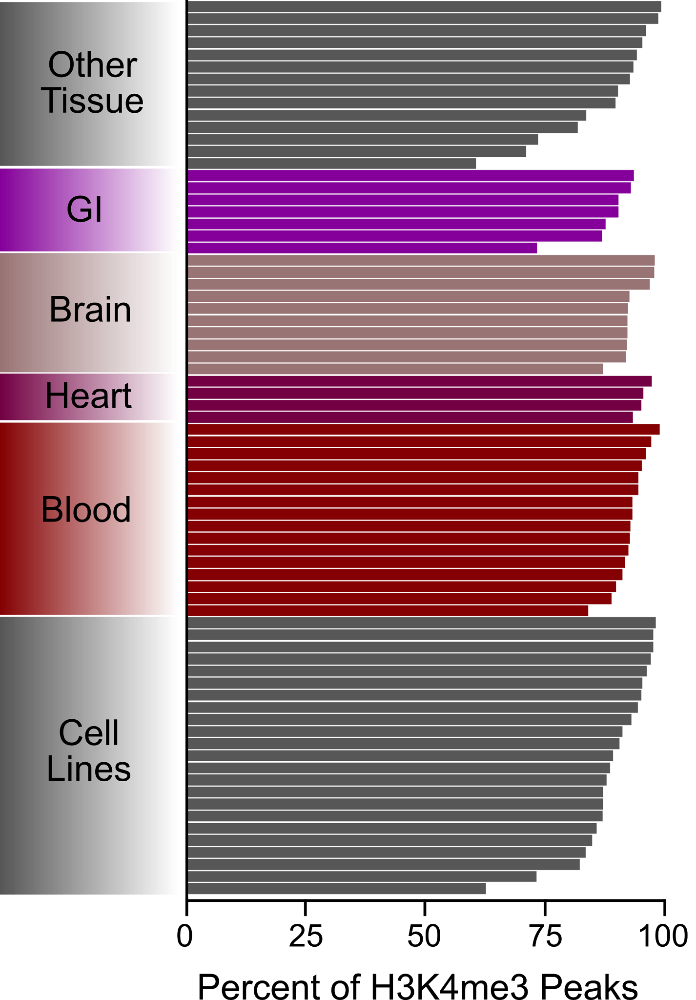 Other
Tissue
GI
Brain
Heart
Blood
Cell
Lines
0 25 50 75 100
Percent of H3K4me3 Peaks